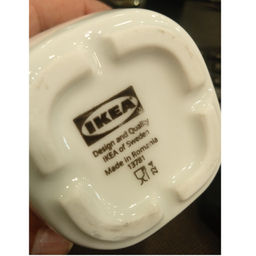 IKEA
Design and Quality
IKEA of Sweden
Made in Romania
13781